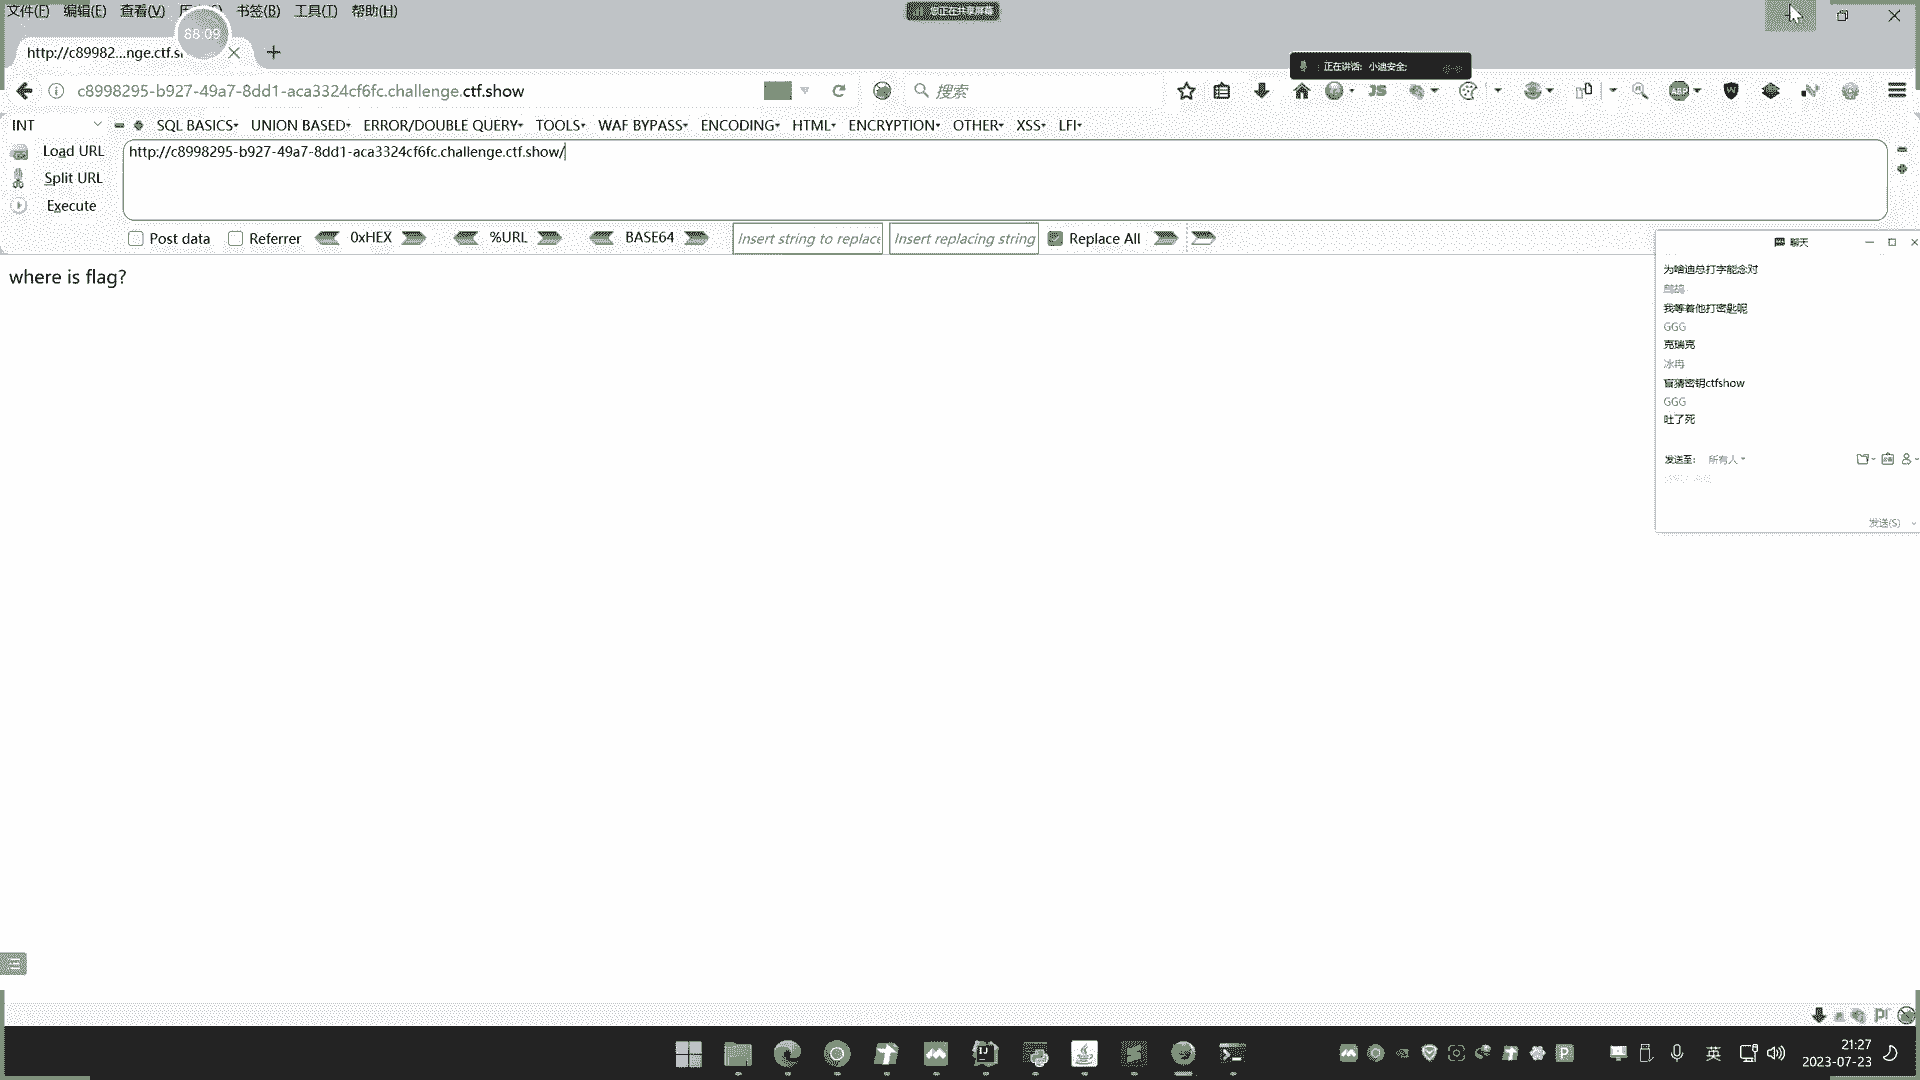 文件(F) 编辑(E) 查看(V) 书签(B) 工具(T) 帮助(H)
88:09
您正在共享屏幕
http://c89982...nge.ctf.s
正在讲话: 小迪安全;
c8998295-b927-49a7-8dd1-aca3324cf6fc.challenge.ctf.show
搜索
JS
ABP
INT
SQL BASICS UNION BASED ERROR/DOUBLE QUERY TOOLS WAF BYPASS ENCODING HTML ENCRYPTION OTHER XSS LFI
Load URL
http://c8998295-b927-49a7-8dd1-aca3324cf6fc.challenge.ctf.show/
Split URL
Execute
Post data Referrer 0xHEX %URL BASE64 Insert string to replace Insert replacing string Replace All
where is flag?
聊天
为啥迪总打字能念对
我等着他打密匙呢
GGG
克瑞克
冰冉
盲猜密钥ctfshow
GGG
吐了死
发送至: 所有人
发送(S)
英
21:27
2023-07-23